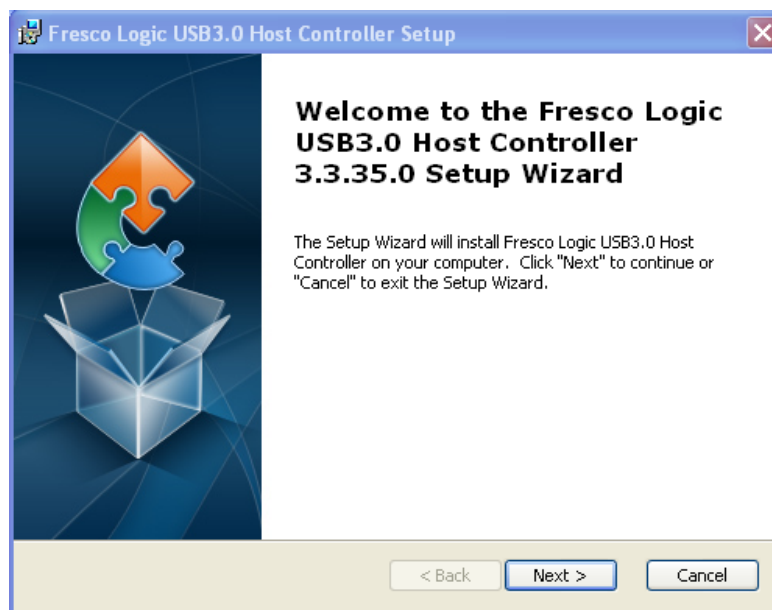 Fresco Logic USB3.0 Host Controller Setup
Welcome to the Fresco Logic
USB3.0 Host Controller
3.3.35.0 Setup Wizard
The Setup Wizard will install Fresco Logic USB3.0 Host
Controller on your computer. Click "Next" to continue or
"Cancel" to exit the Setup Wizard.
< Back Next > Cancel